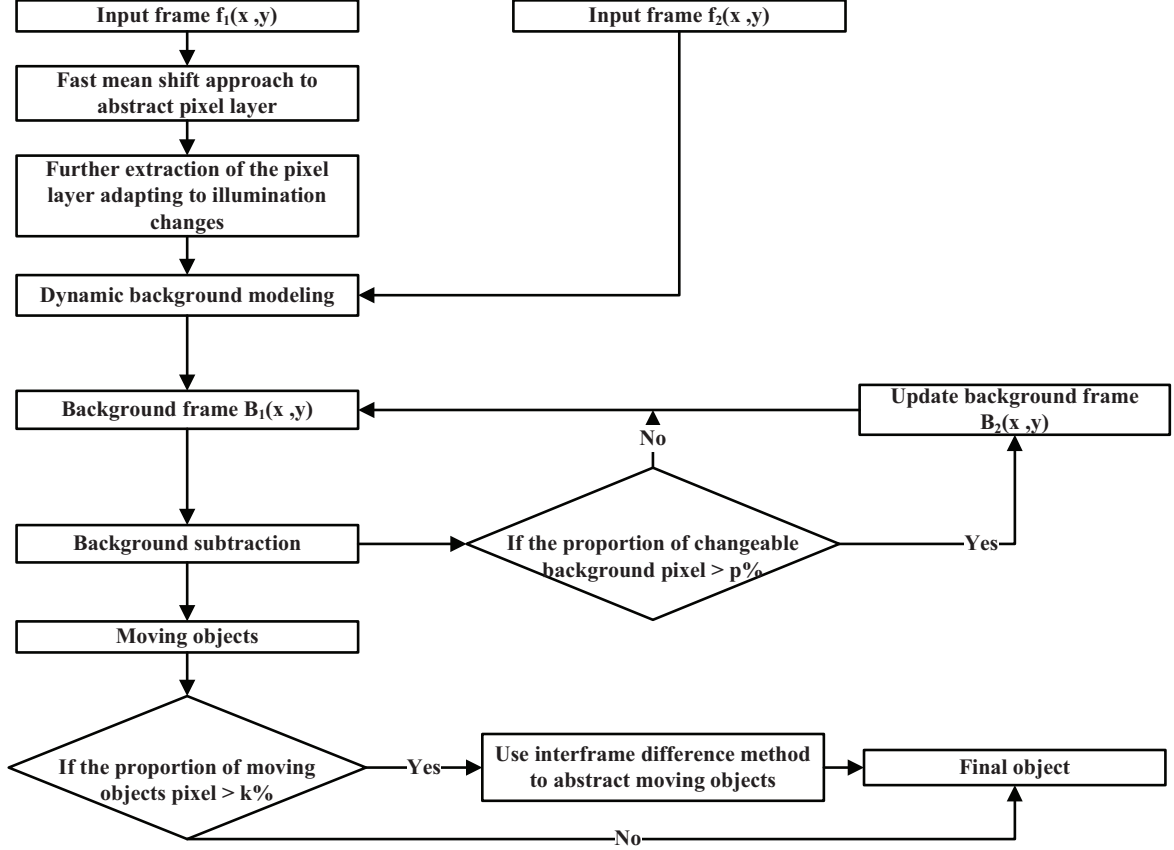 Input frame f₁(x ,y)
Input frame f₂(x ,y)
Fast mean shift approach to
abstract pixel layer
Further extraction of the pixel
layer adapting to illumination
changes
Dynamic background modeling
Background frame B₁(x ,y)
Update background frame
B₂(x ,y)
No
Background subtraction
If the proportion of changeable
background pixel > p%
Yes
Moving objects
If the proportion of moving
objects pixel > k%
Yes
Use interframe difference method
to abstract moving objects
Final object
No